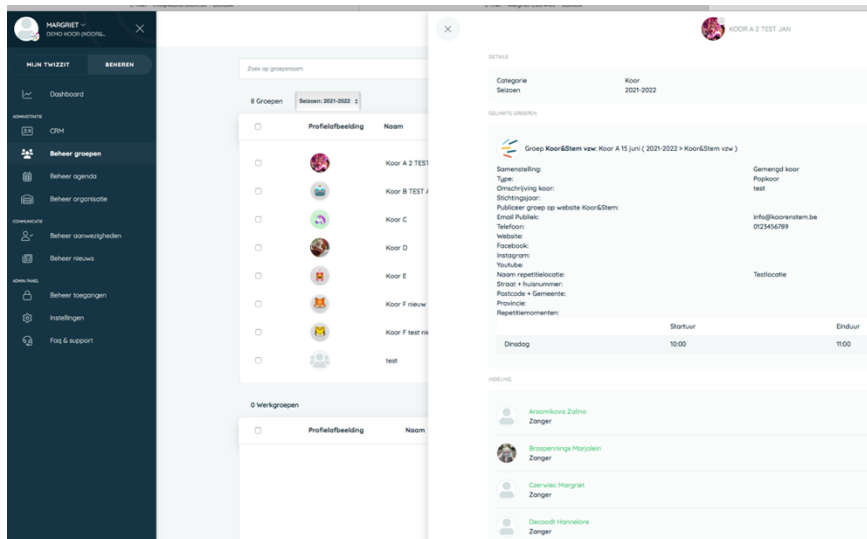 MARGRIET
DEMO KOOR (KOOR&..
MIJN TWIZZIT
BEHEREN
Dashboard
ADMINISTRATIE
CRM
Beheer groepen
Beheer agenda
Beheer organisatie
COMMUNICATIE
Beheer aanwezigheden
Beheer nieuws
ADMIN PANEL
Beheer toegangen
Instellingen
Faq & support
Zoek op groepsnaam
8 Groepen
Seizoen: 2021-2022
Profielafbeelding Naam
Koor A 2 TEST
Koor B TEST
Koor C
Koor D
Koor E
Koor F nieuw
Koor F test
test
0 Werkgroepen
Profielafbeelding Naam
KOOR A 2 TEST JAN
DETAILS
Categorie Koor
Seizoen 2021-2022
GELINKTE GROEPEN
Groep Koor&Stem vzw: Koor A 15 juni ( 2021-2022 > Koor&Stem vzw )
Samenstelling: Gemengd koor
Type: Popkoor
Omschrijving koor: test
Stichtingsjaar:
Publiceer groep op website Koor&Stem:
Email Publiek: info@koorenstem.be
Telefoon: 0123456789
Website:
Facebook:
Instagram:
Youtube:
Naam repetitielocatie: Testlocatie
Straat + huisnummer:
Postcode + Gemeente:
Provincie:
Repetitiemomenten:
Startuur Einduur
Dinsdag 10:00 11:00
INDELING
Arsamikova Zalina
Zanger
Braspenningx Marjolein
Zanger
Czerwiec Margriet
Zanger
Decoodt Hannelore
Zanger